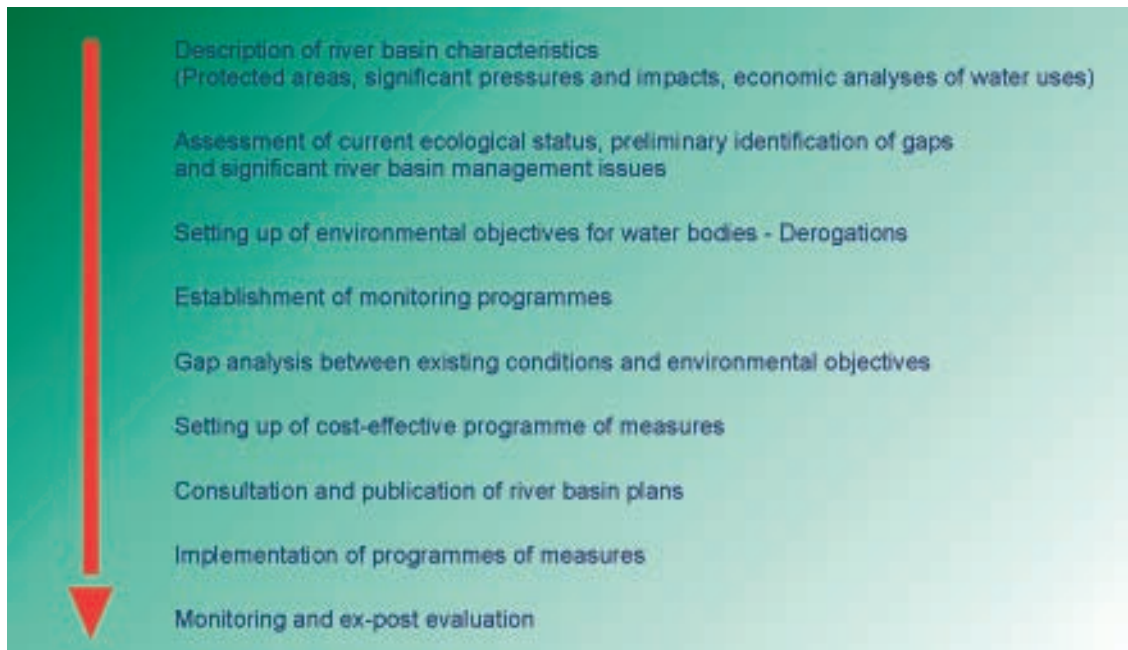 Description of river basin characteristics
(Protected areas, significant pressures and impacts, economic analyses of water uses)
Assessment of current ecological status, preliminary identification of gaps
and significant river basin management issues
Setting up of environmental objectives for water bodies - Derogations
Establishment of monitoring programmes
Gap analysis between existing conditions and environmental objectives
Setting up of cost-effective programme of measures
Consultation and publication of river basin plans
Implementation of programmes of measures
Monitoring and ex-post evaluation